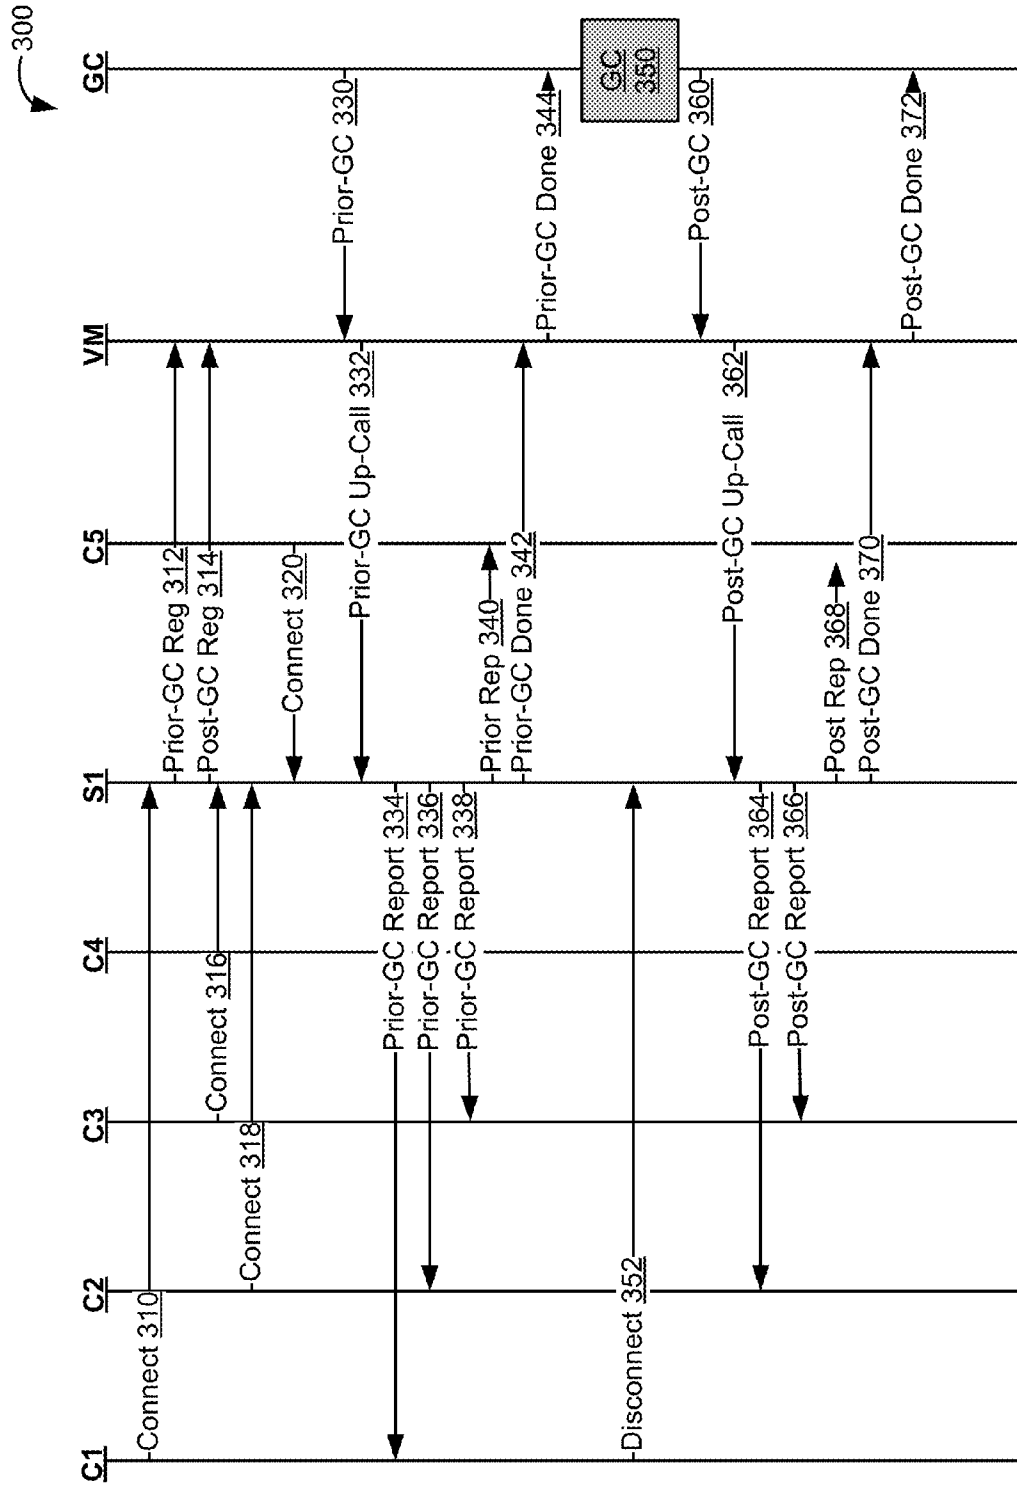 300
C1
C2
C3
C4
S1
C5
VM
GC
Connect 310
Prior-GC Reg 312
Post-GC Reg 314
Connect 316
Connect 318
Connect 320
Prior-GC 330
Prior-GC Up-Call 332
Prior-GC Report 334
Prior-GC Report 336
Prior-GC Report 338
Prior Rep 340
Prior-GC Done 342
Prior-GC Done 344
GC
350
Disconnect 352
Post-GC 360
Post-GC Up-Call 362
Post-GC Report 364
Post-GC Report 366
Post Rep 368
Post-GC Done 370
Post-GC Done 372